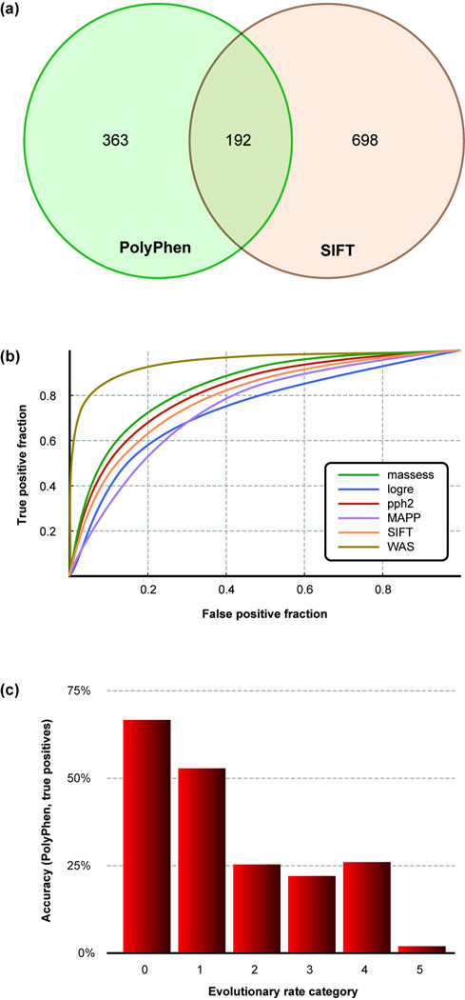 (a)
363
192
698
PolyPhen
SIFT
(b)
True positive fraction
0.8
0.6
0.4
0.2
massess
logre
pph2
MAPP
SIFT
WAS
0.2
0.4
0.6
0.8
False positive fraction
(c)
Accuracy (PolyPhen, true positives)
75%
50%
25%
0%
0
1
2
3
4
5
Evolutionary rate category